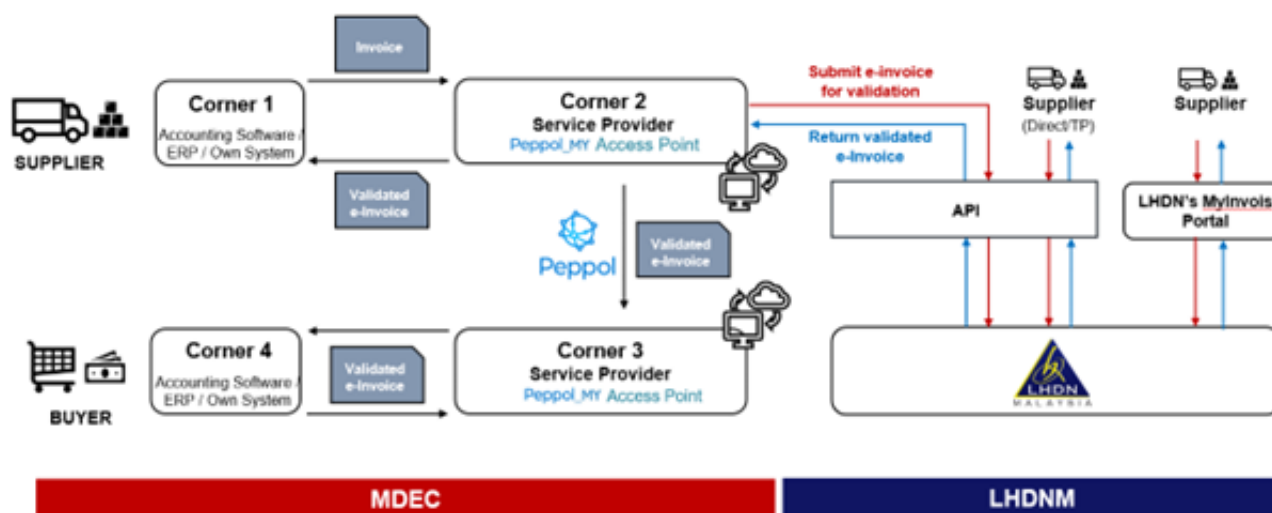 Invoice
Corner 1
Accounting Software /
ERP / Own System
SUPPLIER
Validated
e-Invoice
Corner 2
Service Provider
Peppol_MY Access Point
Submit e-invoice
for validation
Return validated
e-Invoice
Supplier
(Direct/TP)
Supplier
API
LHDN's MyInvois
Portal
Peppol
Validated
e-Invoice
Corner 4
Accounting Software /
ERP / Own System
BUYER
Validated
e-Invoice
Corner 3
Service Provider
Peppol_MY Access Point
LHDN
MALAYSIA
MDEC
LHDNM